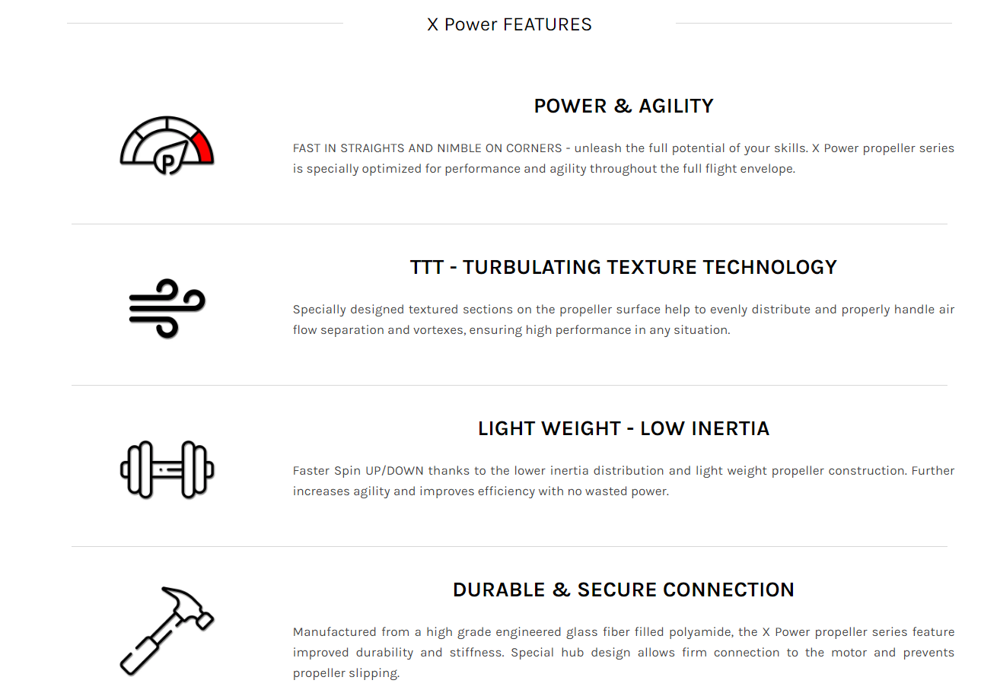 X Power FEATURES
POWER & AGILITY
P
FAST IN STRAIGHTS AND NIMBLE ON CORNERS - unleash the full potential of your skills. X Power propeller series
is specially optimized for performance and agility throughout the full flight envelope.
TTT - TURBULATING TEXTURE TECHNOLOGY
Specially designed textured sections on the propeller surface help to evenly distribute and properly handle air
flow separation and vortexes, ensuring high performance in any situation.
LIGHT WEIGHT - LOW INERTIA
Faster Spin UP/DOWN thanks to the lower inertia distribution and light weight propeller construction. Further
increases agility and improves efficiency with no wasted power.
DURABLE & SECURE CONNECTION
Manufactured from a high grade engineered glass fiber filled polyamide, the X Power propeller series feature
improved durability and stiffness. Special hub design allows firm connection to the motor and prevents
propeller slipping.